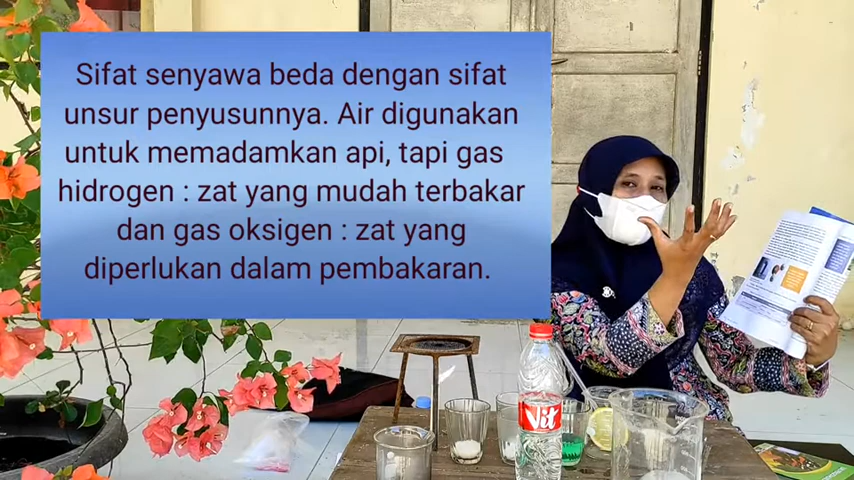 Sifat senyawa beda dengan sifat
unsur penyusunnya. Air digunakan
untuk memadamkan api, tapi gas
hidrogen : zat yang mudah terbakar
dan gas oksigen : zat yang
diperlukan dalam pembakaran.
Vit